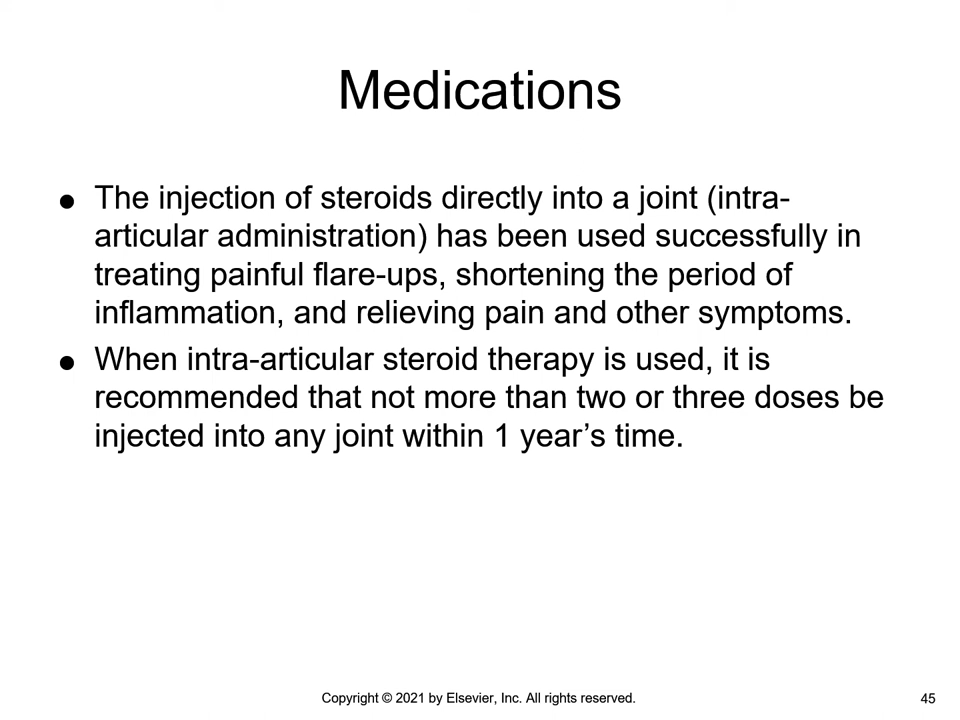 Medications
● The injection of steroids directly into a joint (intra-
articular administration) has been used successfully in
treating painful flare-ups, shortening the period of
inflammation, and relieving pain and other symptoms.
● When intra-articular steroid therapy is used, it is
recommended that not more than two or three doses be
injected into any joint within 1 year’s time.
Copyright © 2021 by Elsevier, Inc. All rights reserved.
45